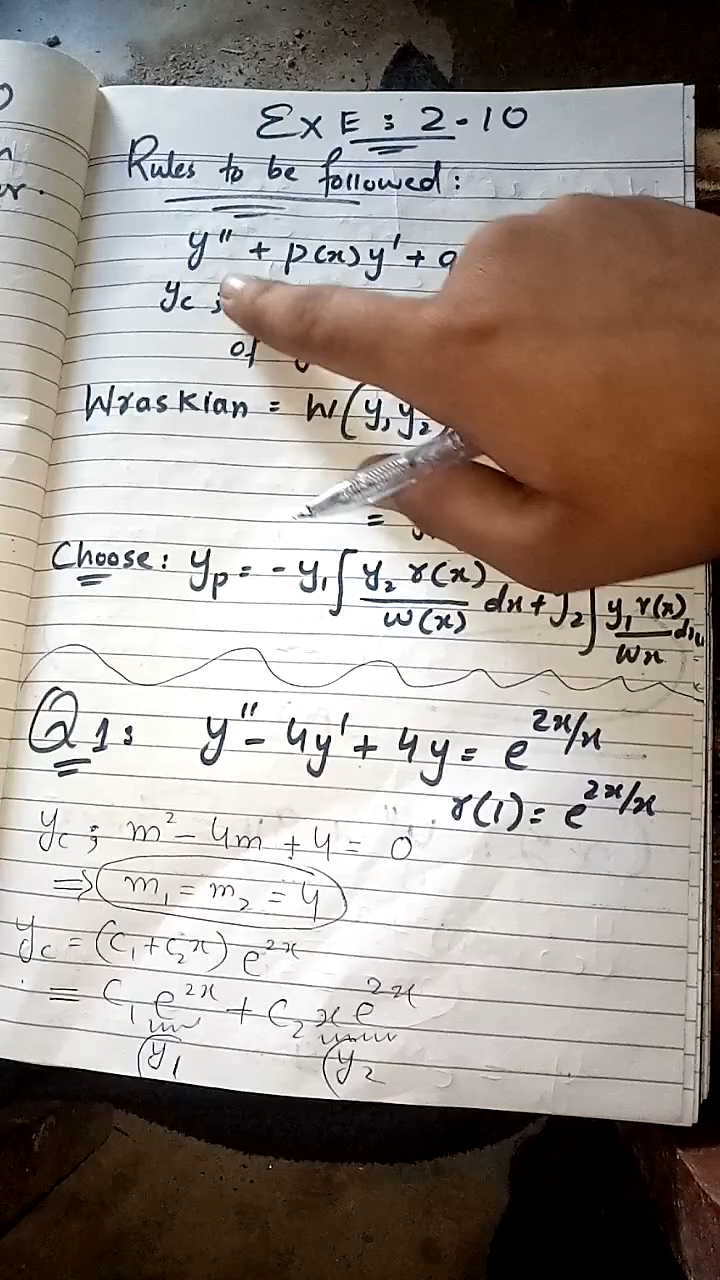 EXE : 2.10
Rules to be followed :
y'' + p(x)y' +
yc ;
of
Wraskian = W(y, y₂
=
Choose : yp = - y₁ ∫ y₂ r(x) / w(x) dx + y₂ ∫ y₁ r(x) / wx dx
Q1: y'' - 4y' + 4y = e^2x/x
r(1) = e^2x/x
yc ; m² - 4m + 4 = 0
⇒ m₁ = m₂ = 4
yc = (c₁ + c₂x) e^2x
= c₁ e^2x + c₂ x e^2x
y₁ y₂